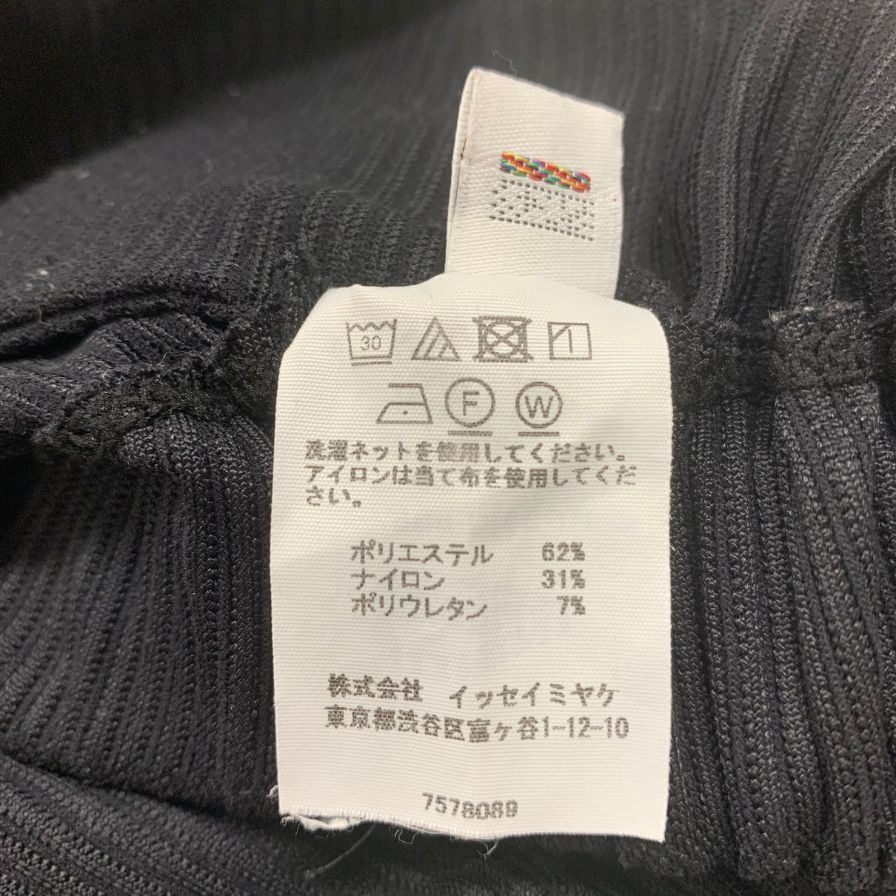 30
F W
洗濯ネットを使用してください。
アイロンは当て布を使用してくだ
さい。
ポリエステル 62%
ナイロン 31%
ポリウレタン 7%
株式会社 イッセイミヤケ
東京都渋谷区富ヶ谷1-12-10
7578089